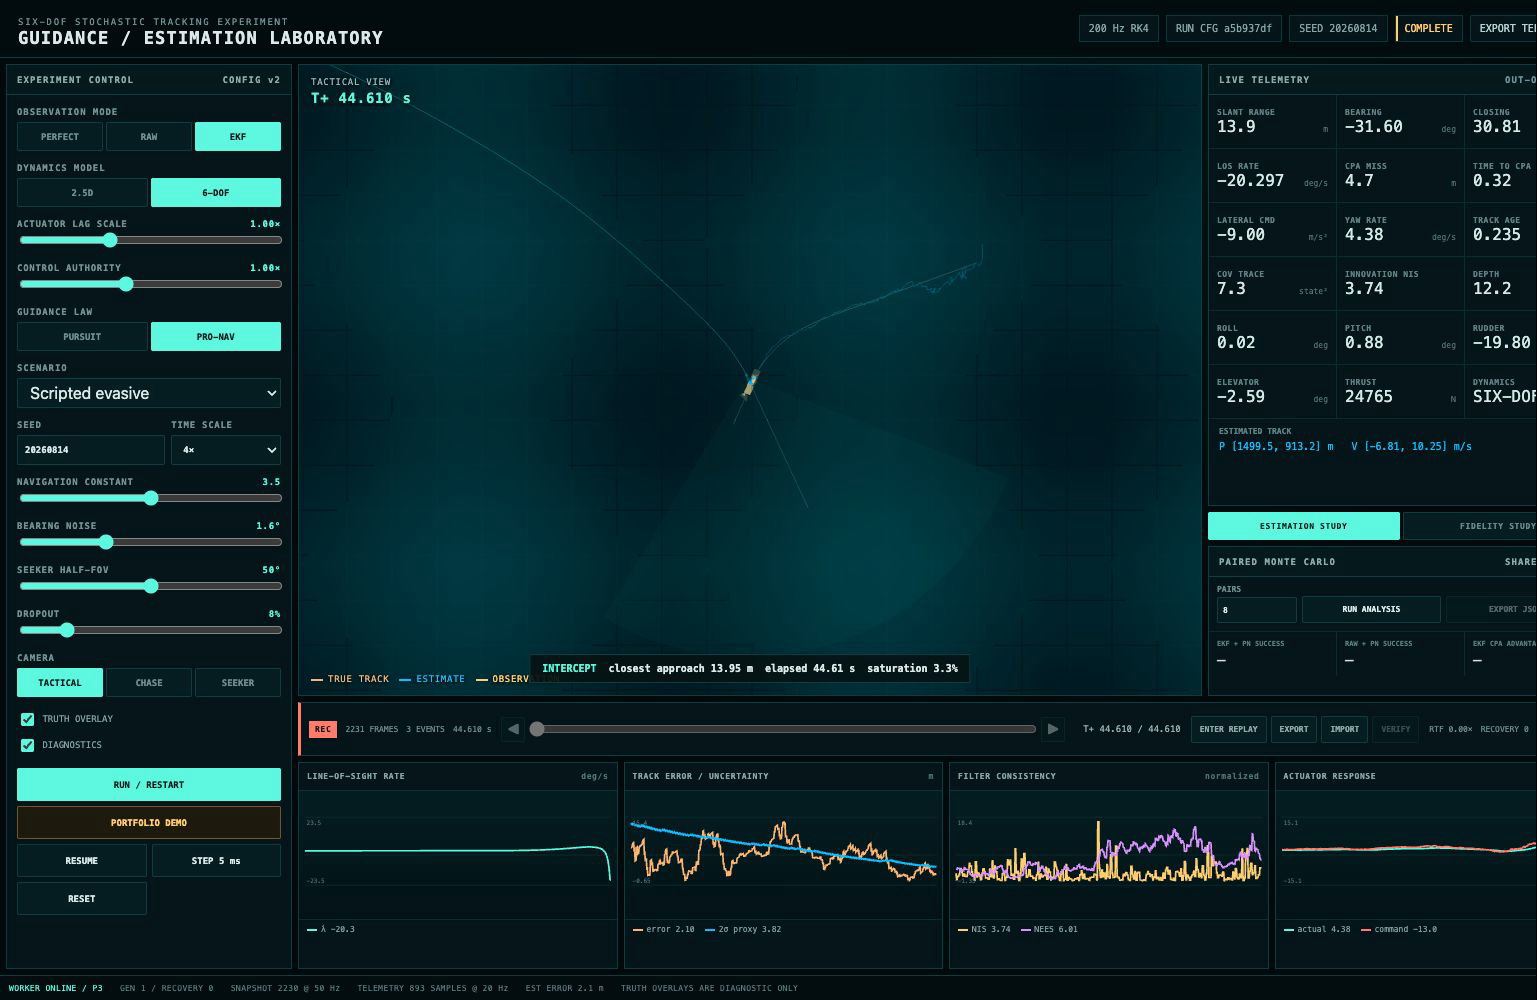 SIX-DOF STOCHASTIC TRACKING EXPERIMENT
GUIDANCE / ESTIMATION LABORATORY
200 Hz RK4
RUN CFG a5b937df
SEED 20260814
COMPLETE
EXPORT TE
EXPERIMENT CONTROL
CONFIG v2
OBSERVATION MODE
PERFECT
RAW
EKF
DYNAMICS MODEL
2.5D
6-DOF
ACTUATOR LAG SCALE
1.00×
CONTROL AUTHORITY
1.00×
GUIDANCE LAW
PURSUIT
PRO-NAV
SCENARIO
Scripted evasive
SEED
TIME SCALE
20260814
4×
NAVIGATION CONSTANT
3.5
BEARING NOISE
1.6°
SEEKER HALF-FOV
50°
DROPOUT
8%
CAMERA
TACTICAL
CHASE
SEEKER
TRUTH OVERLAY
DIAGNOSTICS
RUN / RESTART
PORTFOLIO DEMO
RESUME
STEP 5 ms
RESET
TACTICAL VIEW
T+ 44.610 s
INTERCEPT closest approach 13.95 m elapsed 44.61 s saturation 3.3%
TRUE TRACK
ESTIMATE
OBSERV
LIVE TELEMETRY
OUT-O
SLANT RANGE
13.9 m
BEARING
-31.60 deg
CLOSING
30.81
LOS RATE
-20.297 deg/s
CPA MISS
4.7 m
TIME TO CPA
0.32
LATERAL CMD
-9.00 m/s²
YAW RATE
4.38 deg/s
TRACK AGE
0.235
COV TRACE
7.3 state²
INNOVATION NIS
3.74
DEPTH
12.2
ROLL
0.02 deg
PITCH
0.88 deg
RUDDER
-19.80
ELEVATOR
-2.59 deg
THRUST
24765 N
DYNAMICS
SIX-DOF
ESTIMATED TRACK
P [1499.5, 913.2] m V [-6.81, 10.25] m/s
ESTIMATION STUDY
FIDELITY STUDY
PAIRED MONTE CARLO
SHARE
PAIRS
8
RUN ANALYSIS
EXPORT JSO
EKF + PN SUCCESS
—
RAW + PN SUCCESS
—
EKF CPA ADVANTA
—
REC
2231 FRAMES
3 EVENTS
44.610 s
T+ 44.610 / 44.610
ENTER REPLAY
EXPORT
IMPORT
VERIFY
RTF 0.00×
RECOVERY 0
LINE-OF-SIGHT RATE
deg/s
23.5
-23.5
λ -20.3
TRACK ERROR / UNCERTAINTY
m
-0.65
error 2.10
2σ proxy 3.82
FILTER CONSISTENCY
normalized
18.4
NIS 3.74
NEES 6.01
ACTUATOR RESPONSE
15.1
-15.1
actual 4.38
command -13.0
WORKER ONLINE / P3
GEN 1 / RECOVERY 0
SNAPSHOT 2230 @ 50 Hz
TELEMETRY 893 SAMPLES @ 20 Hz
EST ERROR 2.1 m
TRUTH OVERLAYS ARE DIAGNOSTIC ONLY